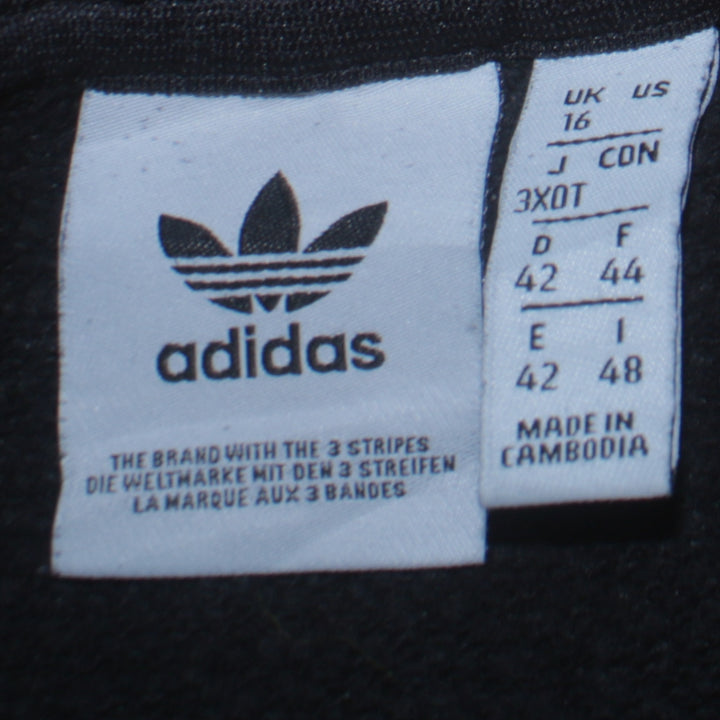 adidas
THE BRAND WITH THE 3 STRIPES
DIE WELTMARKE MIT DEN 3 STREIFEN
LA MARQUE AUX 3 BANDES
UK US
16
J CDN
3XOT
D F
42 44
E I
42 48
MADE IN
CAMBODIA